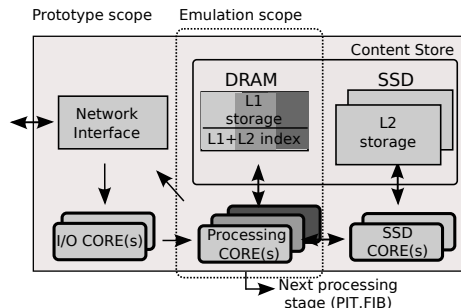 Prototype scope
Emulation scope
Content Store
DRAM
SSD
Network
Interface
L1
storage
L1+L2 index
L2
storage
I/O CORE(s)
Processing
CORE(s)
SSD
CORE(s)
Next processing
stage (PIT,FIB)